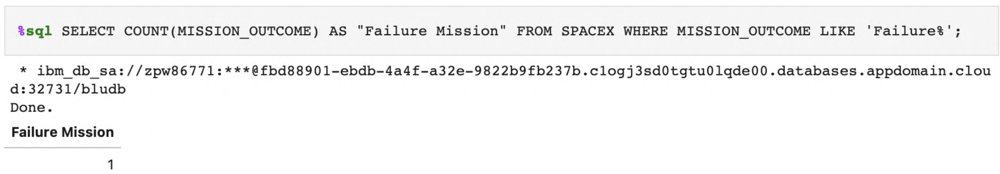 %sql SELECT COUNT(MISSION_OUTCOME) AS "Failure Mission" FROM SPACEX WHERE MISSION_OUTCOME LIKE 'Failure%';
* ibm_db_sa://zpw86771:***@fbd88901-ebdb-4a4f-a32e-9822b9fb237b.c1ogj3sd0tgtu0lqde00.databases.appdomain.clou
d:32731/bludb
Done.
Failure Mission
1